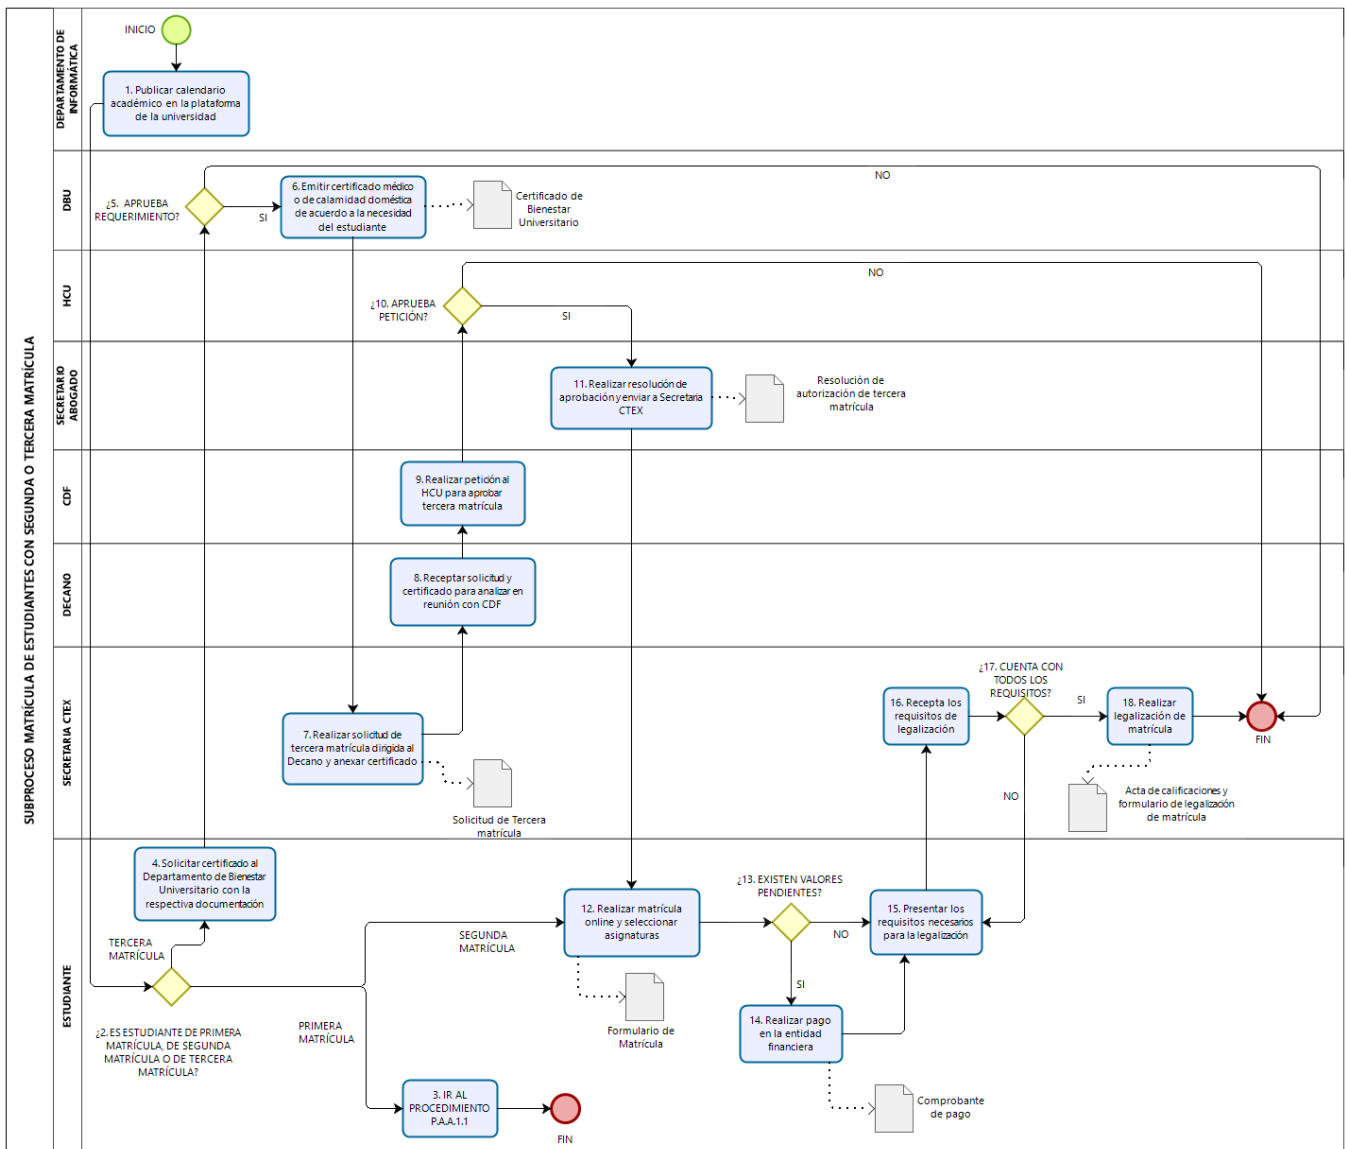 SUBPROCESO MATRÍCULA DE ESTUDIANTES CON SEGUNDA O TERCERA MATRÍCULA
DEPARTAMENTO DE
INFORMÁTICA
INICIO
1. Publicar calendario
académico en la plataforma
de la universidad
DBU
¿5. APRUEBA
REQUERIMIENTO?
SI
6. Emitir certificado médico
o de calamidad doméstica
de acuerdo a la necesidad
del estudiante
Certificado de
Bienestar
Universitario
NO
HCU
¿10. APRUEBA
PETICIÓN?
SI
NO
SECRETARIO
ABOGADO
11. Realizar resolución de
aprobación y enviar a Secretaria
CTEX
Resolución de
autorización de tercera
matrícula
CDF
9. Realizar petición al
HCU para aprobar
tercera matrícula
DECANO
8. Receptar solicitud y
certificado para analizar en
reunión con CDF
SECRETARIA CTEX
7. Realizar solicitud de
tercera matrícula dirigida al
Decano y anexar certificado
Solicitud de Tercera
matrícula
16. Recepta los
requisitos de
legalización
¿17. CUENTA CON
TODOS LOS
REQUISITOS?
SI
NO
18. Realizar
legalización de
matrícula
FIN
Acta de calificaciones y
formulario de legalización
de matrícula
ESTUDIANTE
4. Solicitar certificado al
Departamento de Bienestar
Universitario con la
respectiva documentación
TERCERA
MATRÍCULA
¿2. ES ESTUDIANTE DE PRIMERA
MATRÍCULA, DE SEGUNDA
MATRÍCULA O DE TERCERA
MATRÍCULA?
SEGUNDA
MATRÍCULA
PRIMERA
MATRÍCULA
3. IR AL
PROCEDIMIENTO
P.A.A.1.1
FIN
12. Realizar matrícula
online y seleccionar
asignaturas
Formulario de
Matrícula
¿13. EXISTEN VALORES
PENDIENTES?
NO
SI
14. Realizar pago
en la entidad
financiera
Comprobante
de pago
15. Presentar los
requisitos necesarios
para la legalización